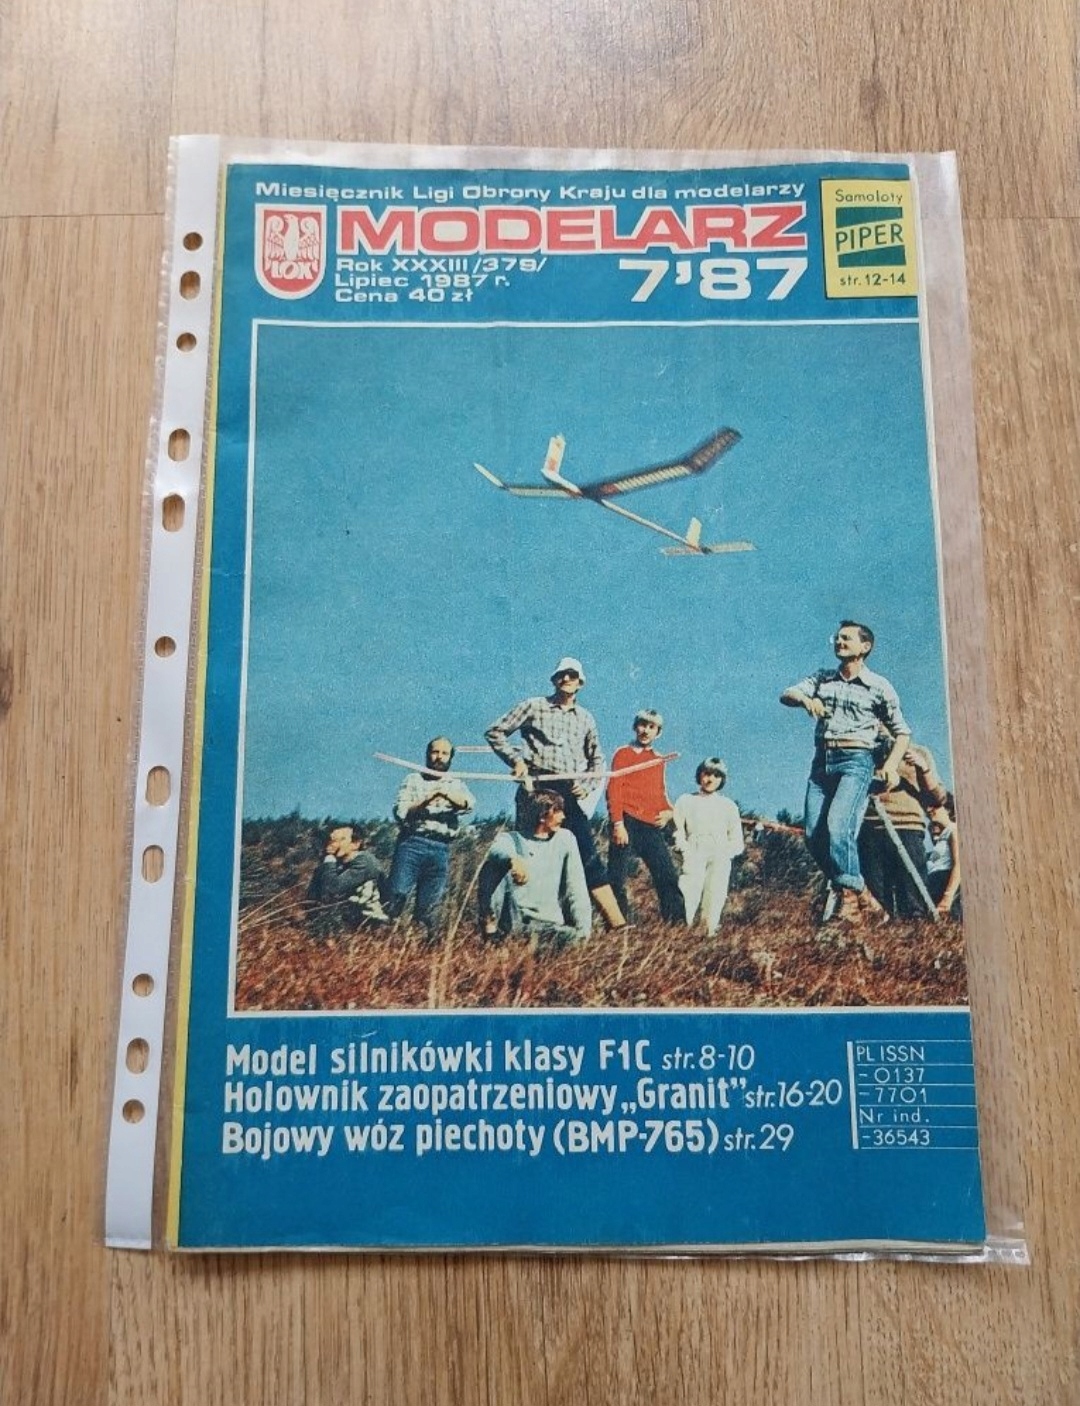 Miesięcznik Ligi Obrony Kraju dla modelarzy
MODELARZ
LOK
Rok XXXIII/379/
Lipiec 1987 r.
Cena 40 zł
7'87
Samoloty
PIPER
str. 12-14
Model silnikówki klasy F1C str. 8-10
Holownik zaopatrzeniowy „Granit” str. 16-20
Bojowy wóz piechoty (BMP-765) str. 29
PL ISSN
-0137
-7701
Nr ind.
-36543